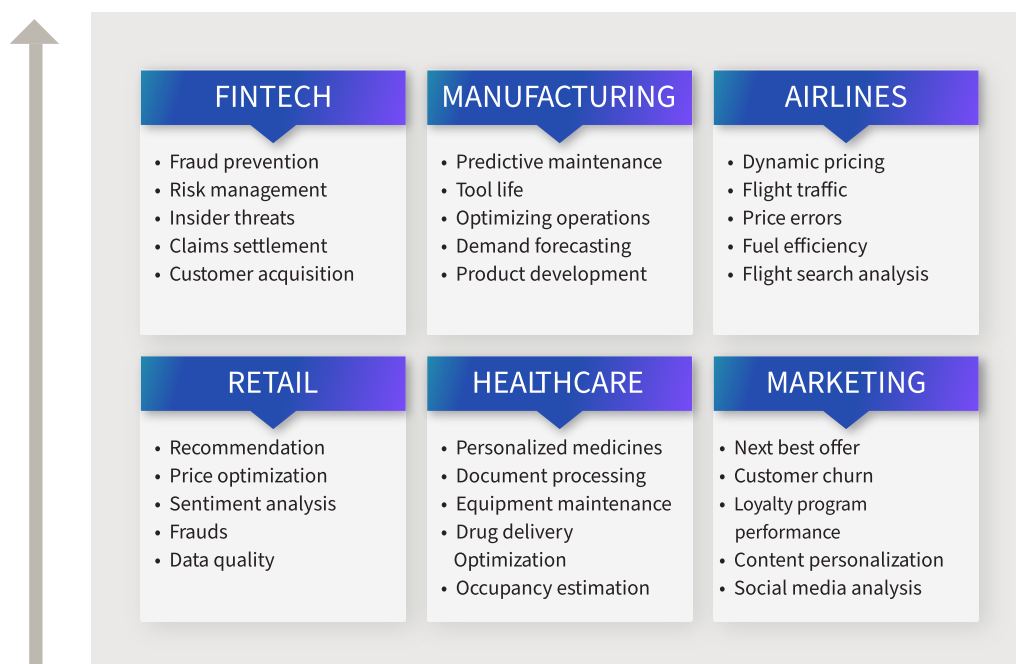 FINTECH
• Fraud prevention
• Risk management
• Insider threats
• Claims settlement
• Customer acquisition
MANUFACTURING
• Predictive maintenance
• Tool life
• Optimizing operations
• Demand forecasting
• Product development
AIRLINES
• Dynamic pricing
• Flight traffic
• Price errors
• Fuel efficiency
• Flight search analysis
RETAIL
• Recommendation
• Price optimization
• Sentiment analysis
• Frauds
• Data quality
HEALTHCARE
• Personalized medicines
• Document processing
• Equipment maintenance
• Drug delivery
Optimization
• Occupancy estimation
MARKETING
• Next best offer
• Customer churn
• Loyalty program
performance
• Content personalization
• Social media analysis